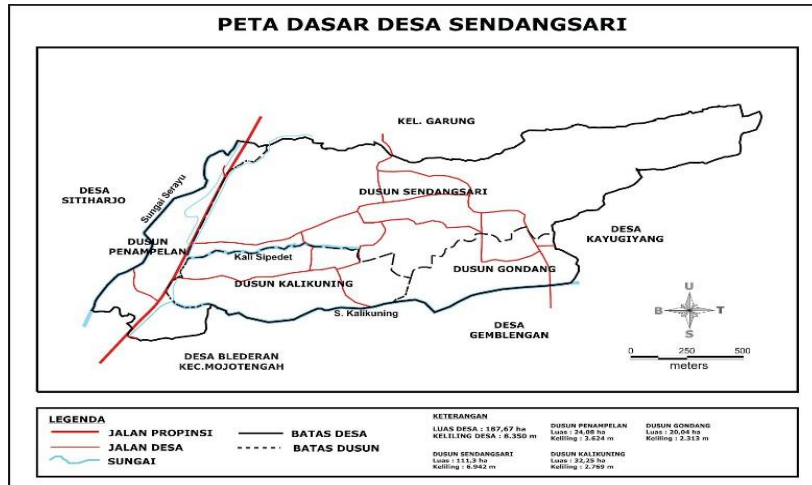 PETA DASAR DESA SENDANGSARI
KEL. GARUNG
DESA
SITIHARJO
Sungai Serayu
DUSUN SENDANGSARI
DESA
KAYUGIYANG
DUSUN
PENAMPELAN
Kali Sipedet
DUSUN GONDANG
DUSUN KALIKUNING
S. Kalikuning
DESA
GEMBLENGAN
DESA BLEDERAN
KEC.MOJOTENGAH
U
B T
S
0 250 500
meters
LEGENDA
JALAN PROPINSI
JALAN DESA
SUNGAI
BATAS DESA
BATAS DUSUN
KETERANGAN
LUAS DESA : 187,67 ha
KELILING DESA : 8.350 m
DUSUN SENDANGSARI
Luas : 111,3 ha
Keliling : 6.942 m
DUSUN PENAMPELAN
Luas : 24,08 ha
Keliling : 3.624 m
DUSUN KALIKUNING
Luas : 32,25 ha
Keliling : 2.769 m
DUSUN GONDANG
Luas : 20,04 ha
Keliling : 2.313 m